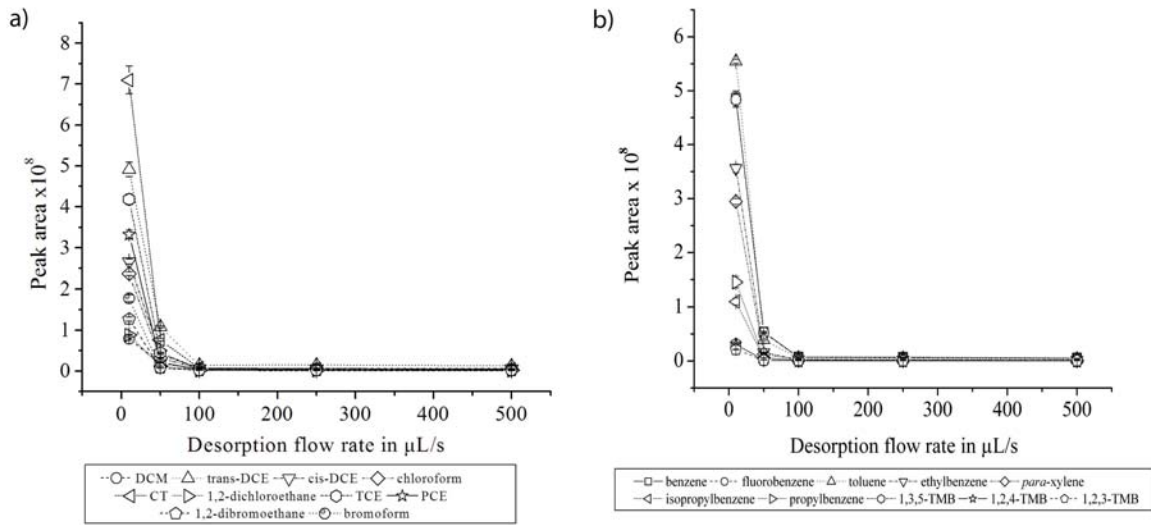 a)
8
7
6
5
4
3
2
1
0
Peak area x10⁸
0 100 200 300 400 500
Desorption flow rate in µL/s
DCM trans-DCE cis-DCE chloroform
CT 1,2-dichloroethane TCE PCE
1,2-dibromoethane bromoform
b)
6
5
4
3
2
1
0
Peak area x 10⁸
0 100 200 300 400 500
Desorption flow rate in µL/s
benzene fluorobenzene toluene ethylbenzene para-xylene
isopropylbenzene propylbenzene 1,3,5-TMB 1,2,4-TMB 1,2,3-TMB